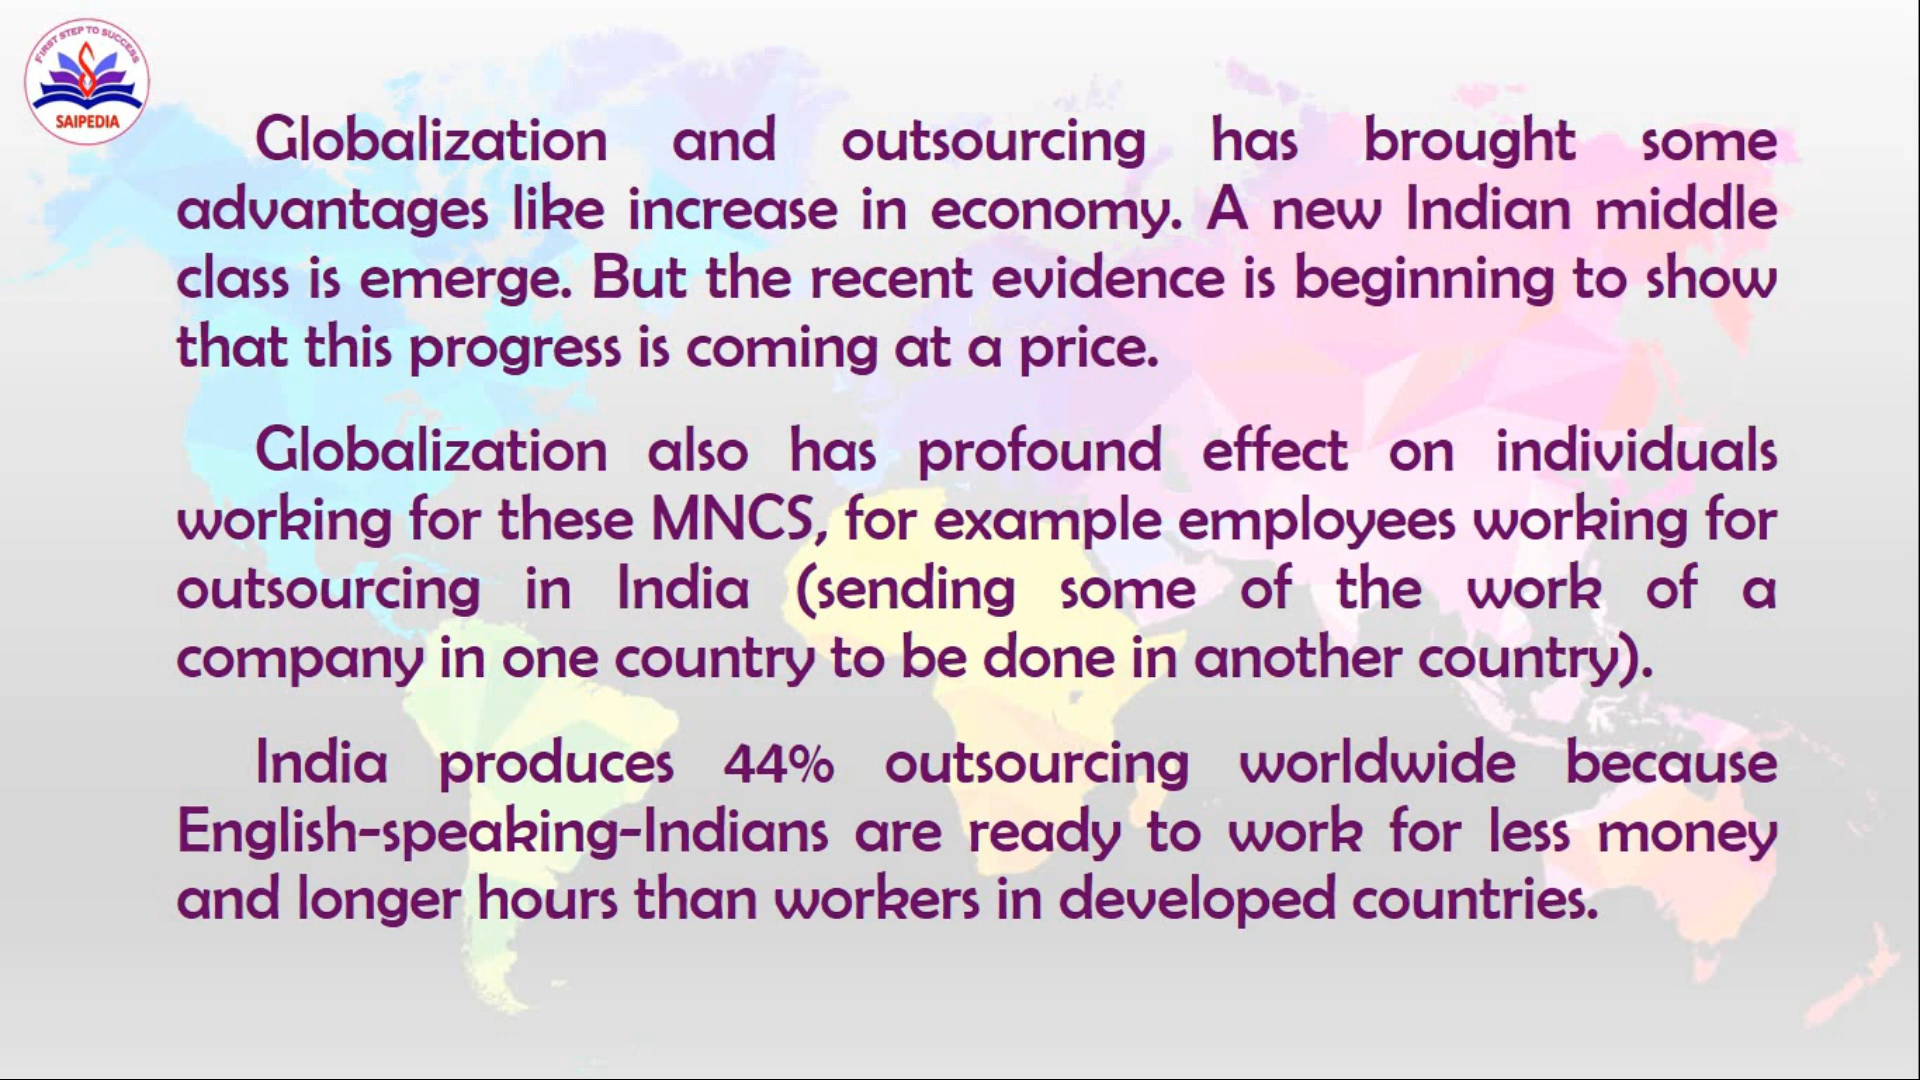 FIRST STEP TO SUCCESS
SAIPEDIA
Globalization and outsourcing has brought some
advantages like increase in economy. A new Indian middle
class is emerge. But the recent evidence is beginning to show
that this progress is coming at a price.
Globalization also has profound effect on individuals
working for these MNCS, for example employees working for
outsourcing in India (sending some of the work of a
company in one country to be done in another country).
India produces 44% outsourcing worldwide because
English-speaking-Indians are ready to work for less money
and longer hours than workers in developed countries.